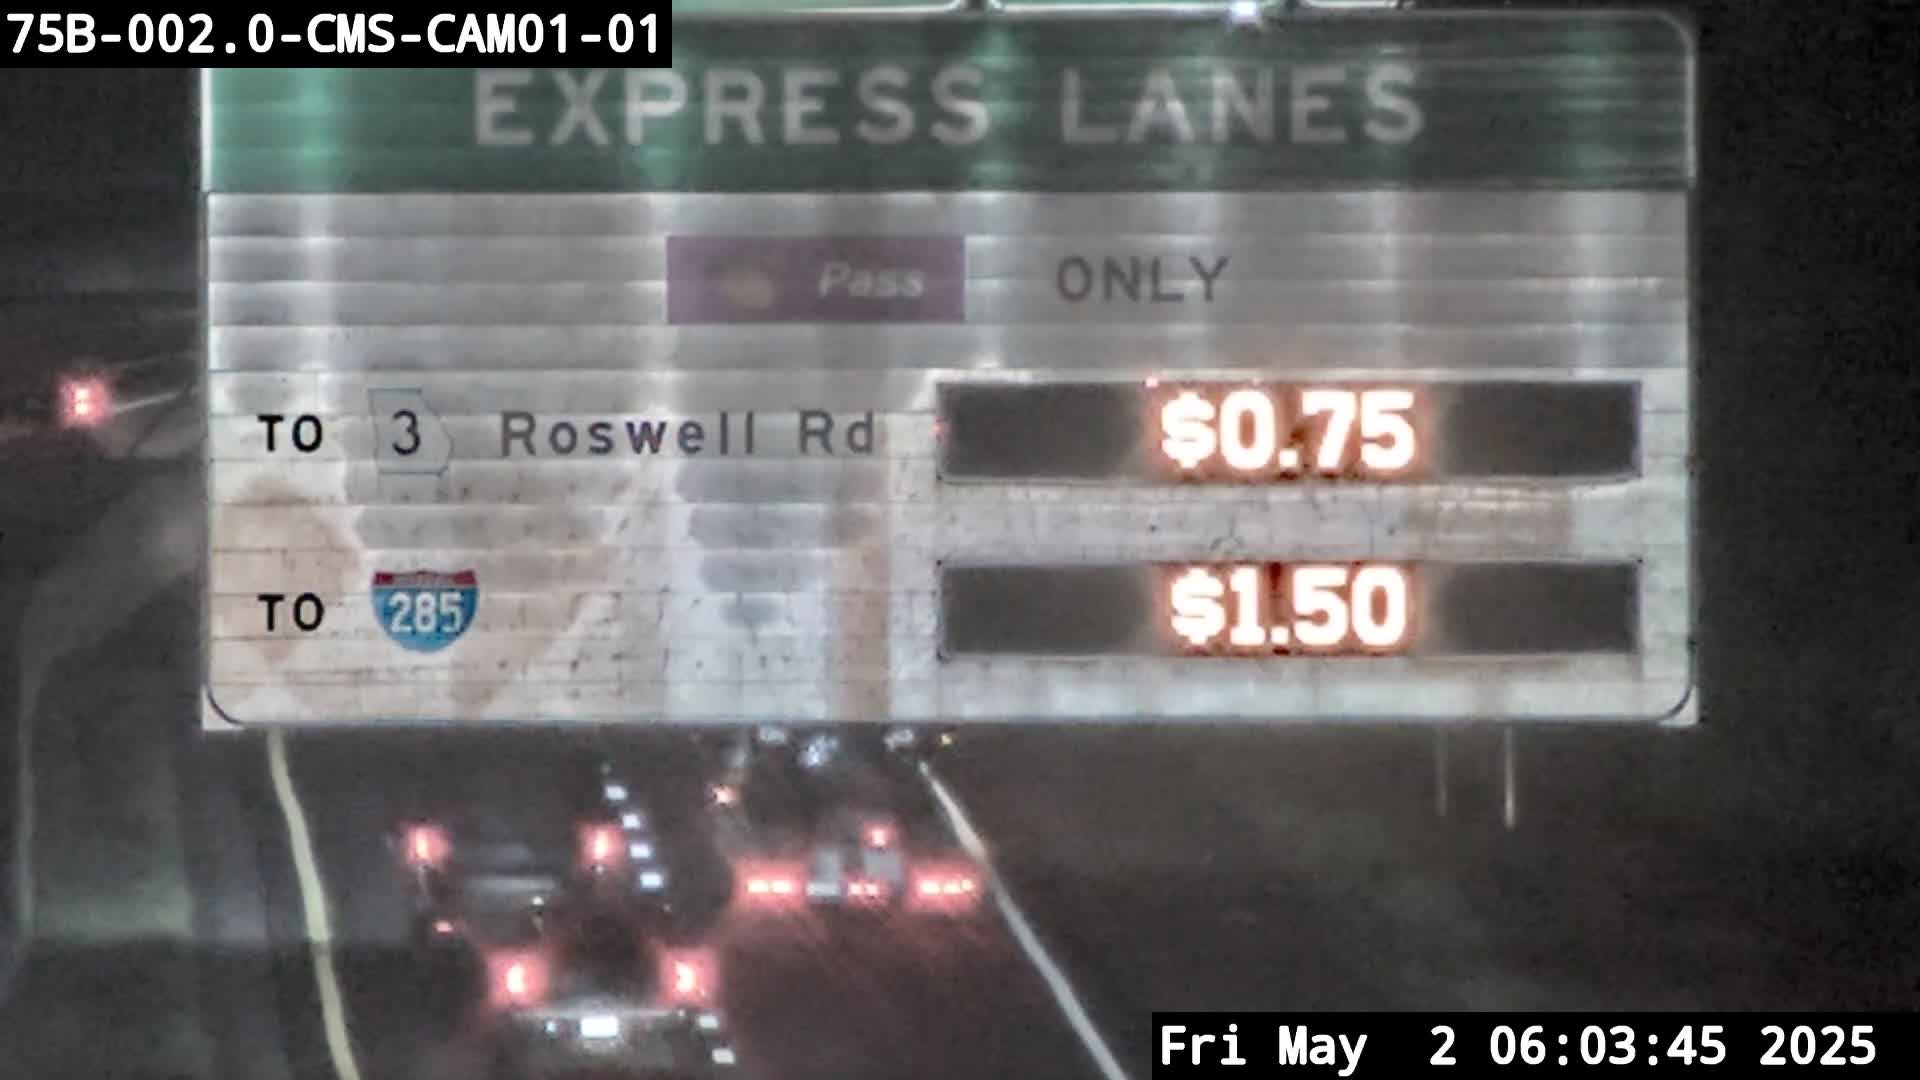 75B-002.0-CMS-CAM01-01
EXPRESS LANES
Pass ONLY
TO 3 Roswell Rd $0.75
TO 285 $1.50
Fri May 2 06:03:45 2025